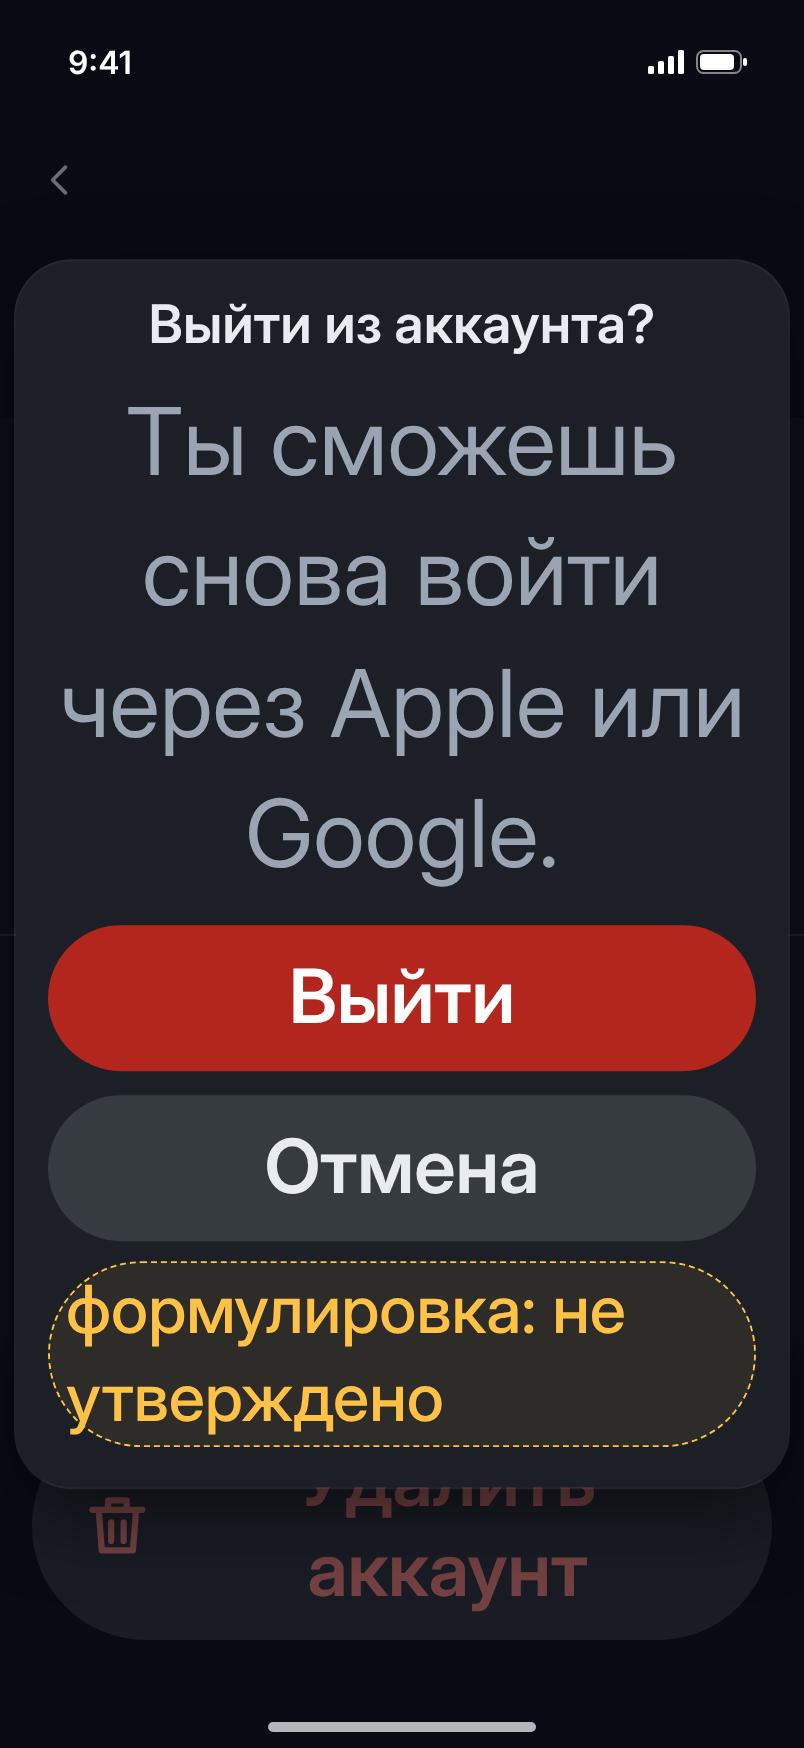 9:41
Выйти из аккаунта?
Ты сможешь
снова войти
через Apple или
Google.
Выйти
Отмена
формулировка: не
утверждено
Удалить
аккаунт